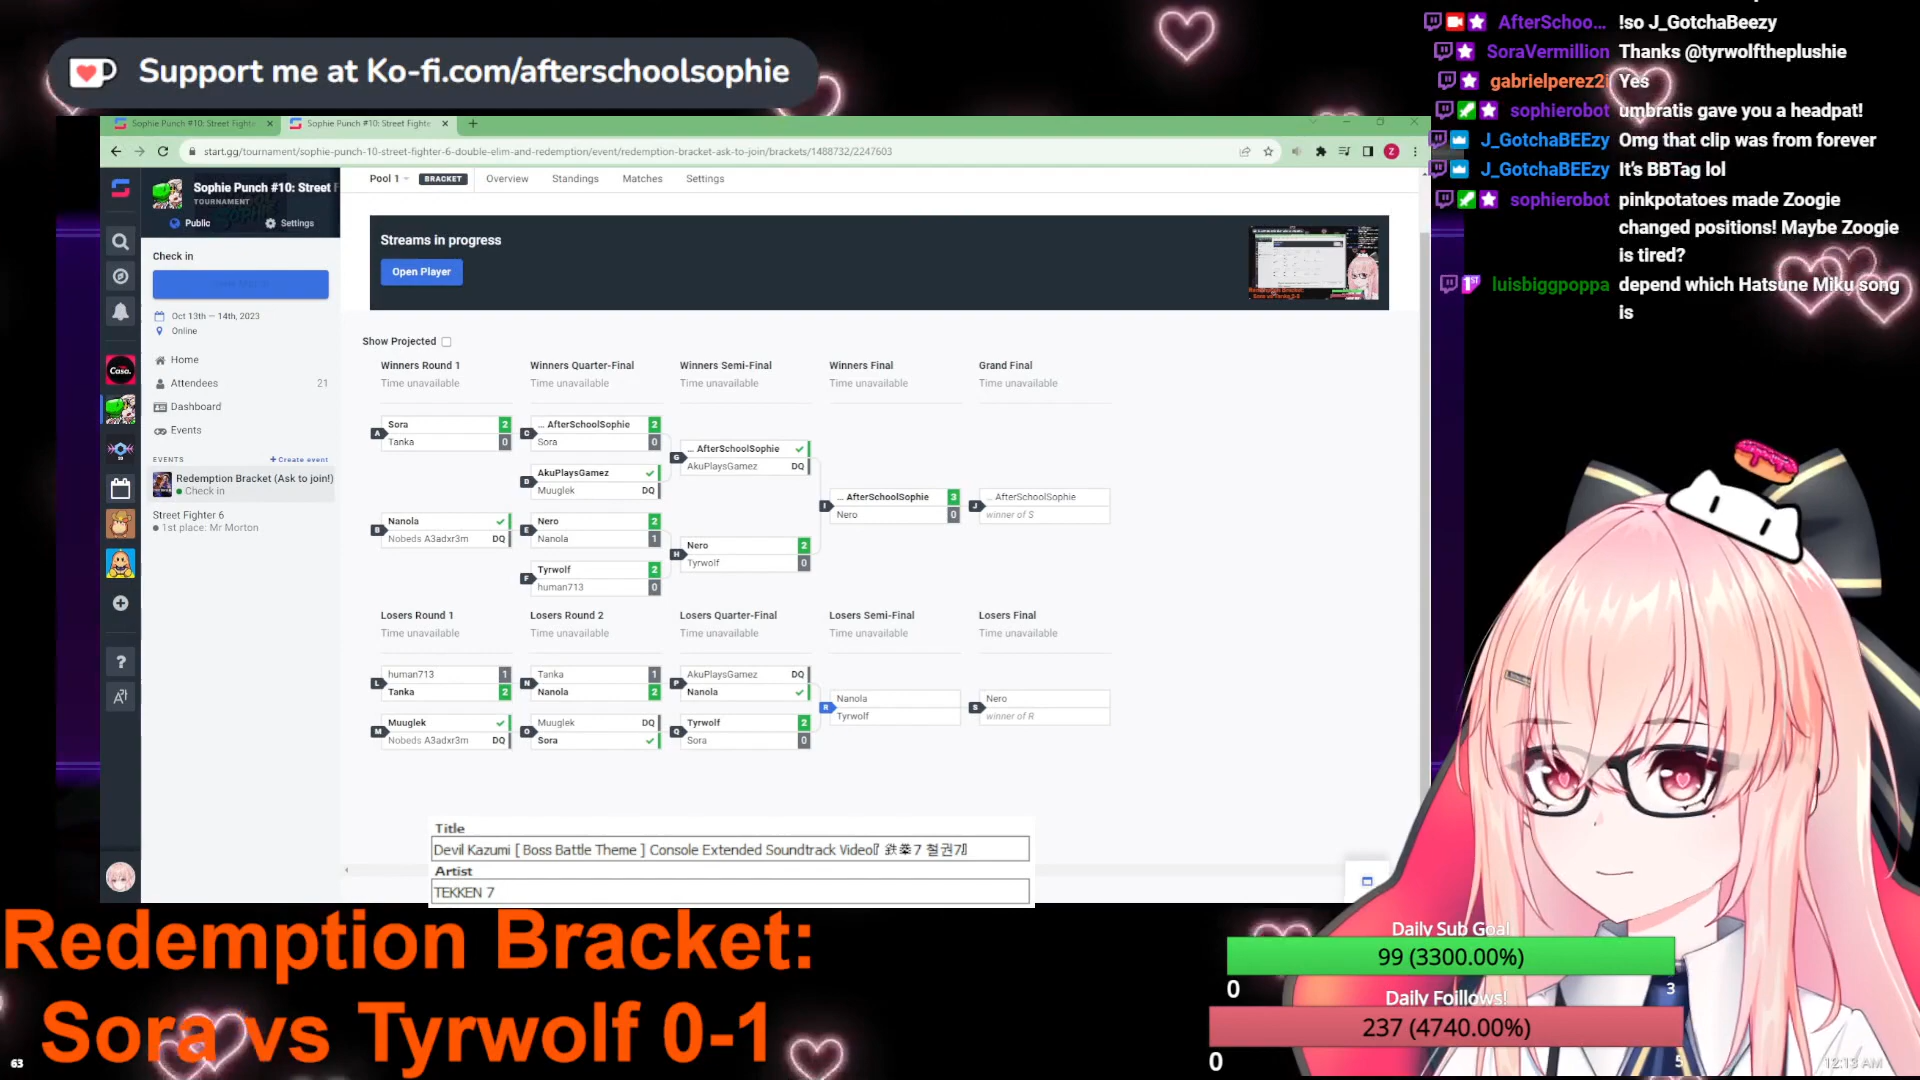 Support me at Ko-fi.com/afterschoolsophie
AfterSchoo... !so J_GotchaBeezy
SoraVermillion Thanks @tyrwolftheplushie
gabrielperez2i Yes
sophierobot umbratis gave you a headpat!
J_GotchaBEEzy Omg that clip was from forever
J_GotchaBEEzy It's BBTag lol
sophierobot pinkpotatoes made Zoogie
changed positions! Maybe Zoogie
is tired?
luisbiggpoppa depend which Hatsune Miku song
is
Sophie Punch #10: Street Fighte
Sophie Punch #10: Street Fighte
start.gg/tournament/sophie-punch-10-street-fighter-6-double-elim-and-redemption/event/redemption-bracket-ask-to-join/brackets/1488732/2247603
Z
Sophie Punch #10: Street F
TOURNAMENT
Public Settings
Check in
Oct 13th — 14th, 2023
Online
Home
Attendees 21
Dashboard
Events
EVENTS + Create event
Redemption Bracket (Ask to join!)
Check in
Street Fighter 6
1st place: Mr Morton
Casa.
?
Pool 1 BRACKET Overview Standings Matches Settings
Streams in progress
Open Player
Show Projected
Winners Round 1 Winners Quarter-Final Winners Semi-Final Winners Final Grand Final
Time unavailable Time unavailable Time unavailable Time unavailable Time unavailable
A Sora 2
Tanka 0
B Nanola
Nobeds A3adxr3m DQ
C ... AfterSchoolSophie 2
Sora 0
D AkuPlaysGamez
Muuglek DQ
E Nero 2
Nanola 1
F Tyrwolf 2
human713 0
G ... AfterSchoolSophie
AkuPlaysGamez DQ
H Nero 2
Tyrwolf 0
I ... AfterSchoolSophie 3
Nero 0
J ... AfterSchoolSophie
winner of S
Losers Round 1 Losers Round 2 Losers Quarter-Final Losers Semi-Final Losers Final
Time unavailable Time unavailable Time unavailable Time unavailable Time unavailable
L human713 1
Tanka 2
M Muuglek
Nobeds A3adxr3m DQ
N Tanka 1
Nanola 2
O Muuglek DQ
Sora
P AkuPlaysGamez DQ
Nanola
Q Tyrwolf 2
Sora 0
R Nanola
Tyrwolf
S Nero
winner of R
Title
Devil Kazumi [ Boss Battle Theme ] Console Extended Soundtrack Video『 鉄拳7 철권7』
Artist
TEKKEN 7
Redemption Bracket:
Sora vs Tyrwolf 0-1
63
Daily Sub Goal
99 (3300.00%)
0 3
Daily Foillows!
237 (4740.00%)
0 5
12:13 AM